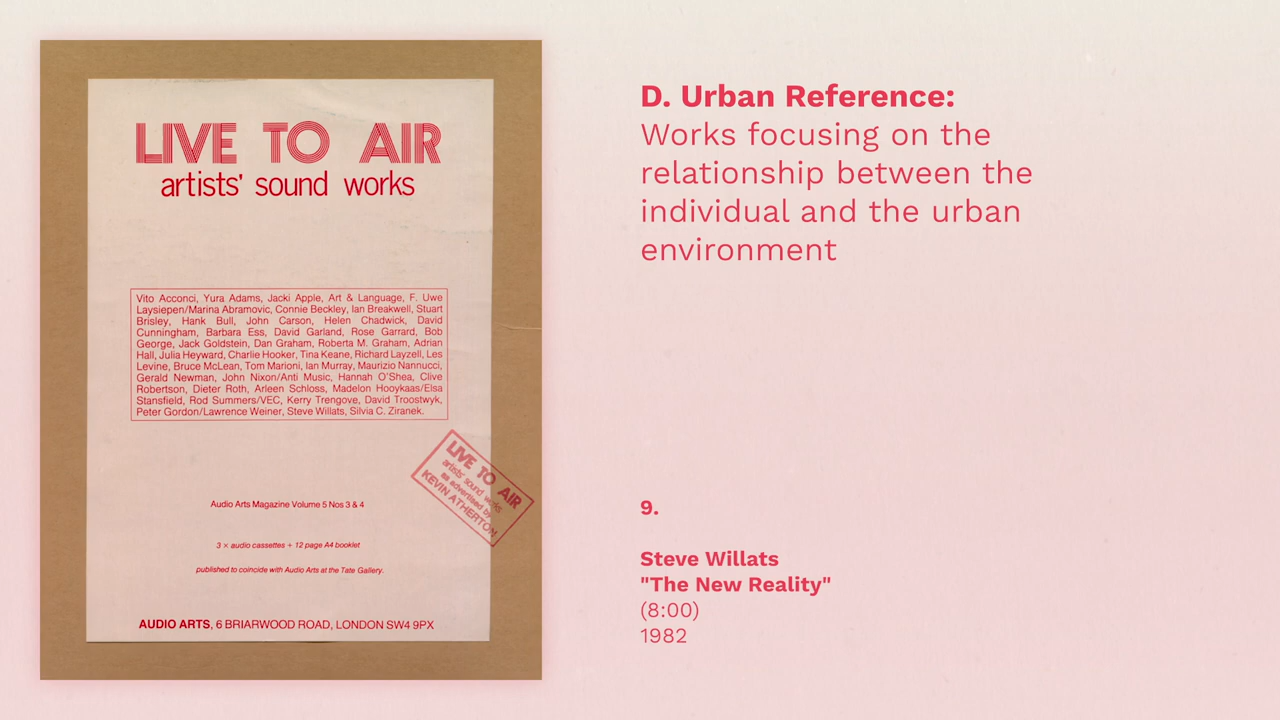 LIVE TO AIR
artists' sound works
Vito Acconci, Yura Adams, Jacki Apple, Art & Language, F. Uwe
Laysiepen/Marina Abramovic, Connie Beckley, Ian Breakwell, Stuart
Brisley, Hank Bull, John Carson, Helen Chadwick, David
Cunningham, Barbara Ess, David Garland, Rose Garrard, Bob
George, Jack Goldstein, Dan Graham, Roberta M. Graham, Adrian
Hall, Julia Heyward, Charlie Hooker, Tina Keane, Richard Layzell, Les
Levine, Bruce McLean, Tom Marioni, Ian Murray, Maurizio Nannucci,
Gerald Newman, John Nixon/Anti Music, Hannah O'Shea, Clive
Robertson, Dieter Roth, Arleen Schloss, Madelon Hooykaas/Elsa
Stansfield, Rod Summers/VEC, Kerry Trengove, David Troostwyk,
Peter Gordon/Lawrence Weiner, Steve Willats, Silvia C. Ziranek.
LIVE TO AIR
artists' sound works
as advertised by
KEVIN ATHERTON
Audio Arts Magazine Volume 5 Nos 3 & 4
3 × audio cassettes + 12 page A4 booklet
published to coincide with Audio Arts at the Tate Gallery.
AUDIO ARTS, 6 BRIARWOOD ROAD, LONDON SW4 9PX
D. Urban Reference:
Works focusing on the
relationship between the
individual and the urban
environment
9.
Steve Willats
"The New Reality"
(8:00)
1982